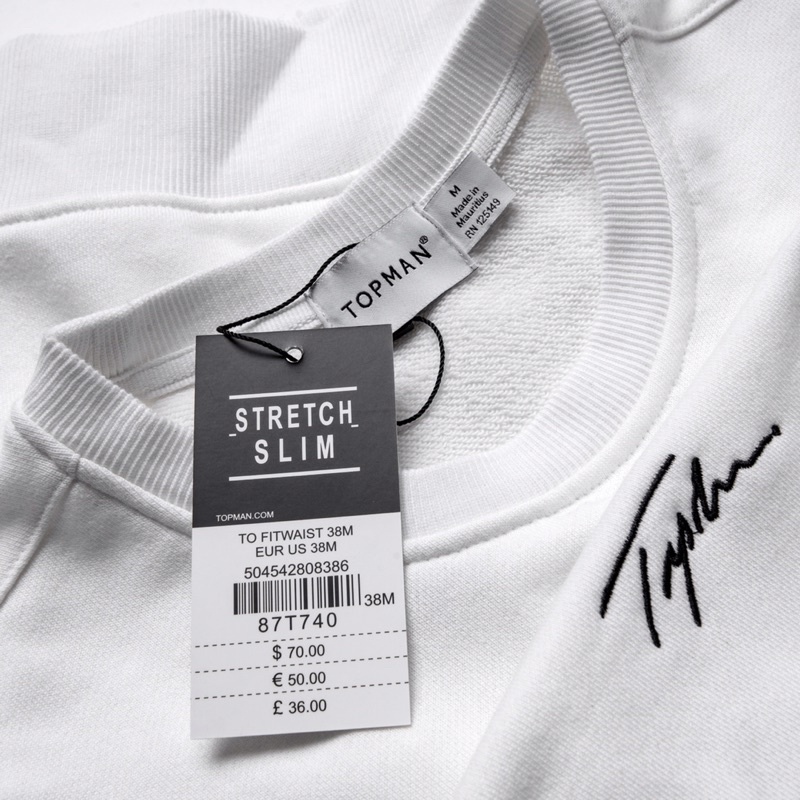 M
Made in
Mauritius
RN 125149
TOPMAN®
STRETCH
SLIM
TOPMAN.COM
TO FITWAIST 38M
EUR US 38M
504542808386
38M
87T740
$ 70.00
€ 50.00
£ 36.00
Topman